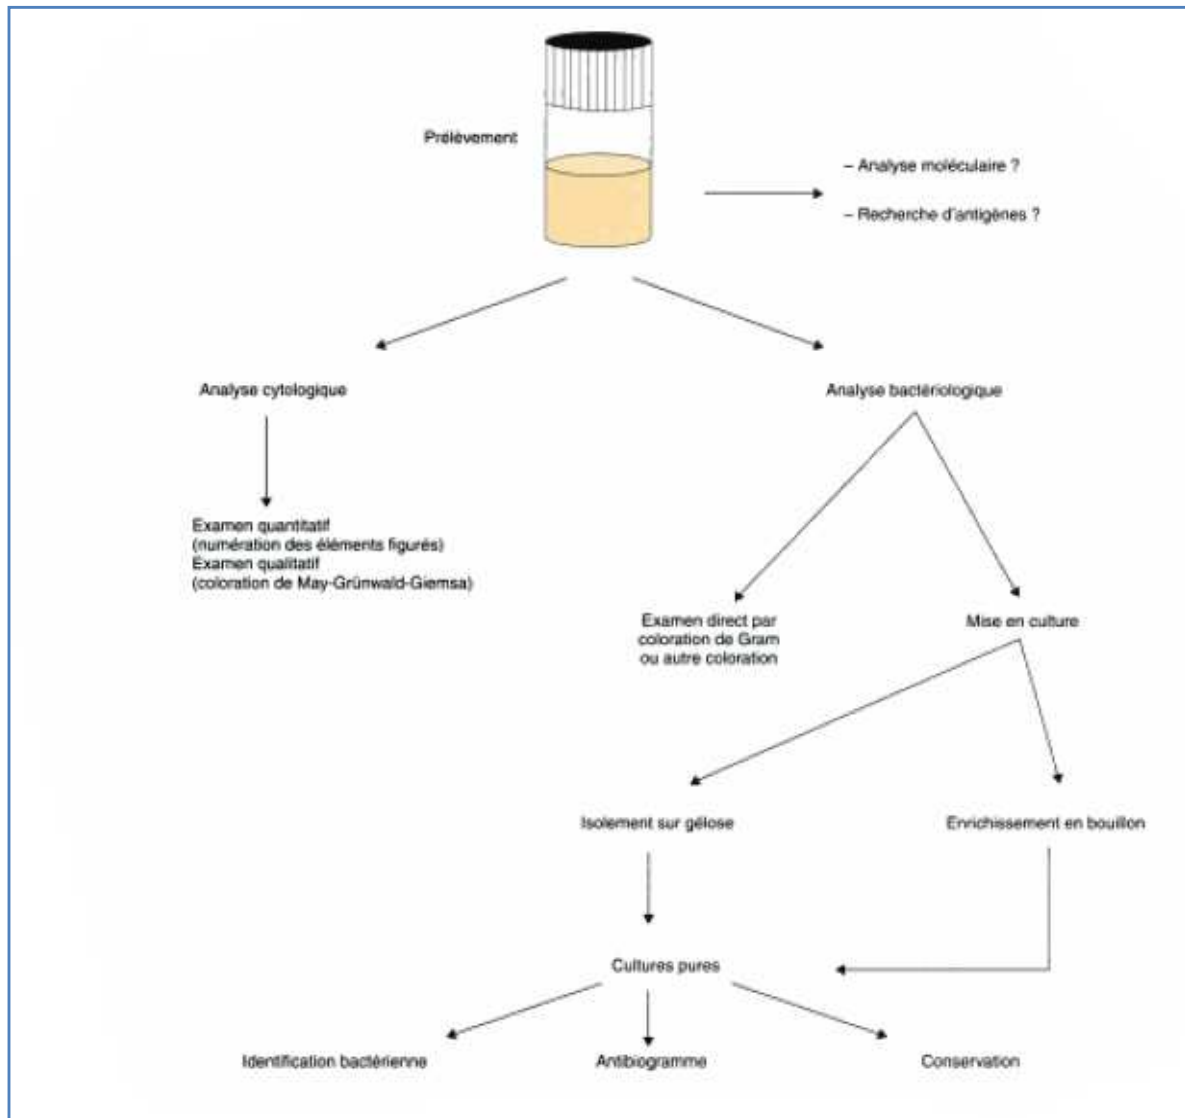 Prélèvement
– Analyse moléculaire ?
– Recherche d'antigènes ?
Analyse cytologique
Analyse bactériologique
Examen quantitatif
(numération des éléments figurés)
Examen qualitatif
(coloration de May-Grünwald-Giemsa)
Examen direct par
coloration de Gram
ou autre coloration
Mise en culture
Isolement sur gélose
Enrichissement en bouillon
Cultures pures
Identification bactérienne
Antibiogramme
Conservation